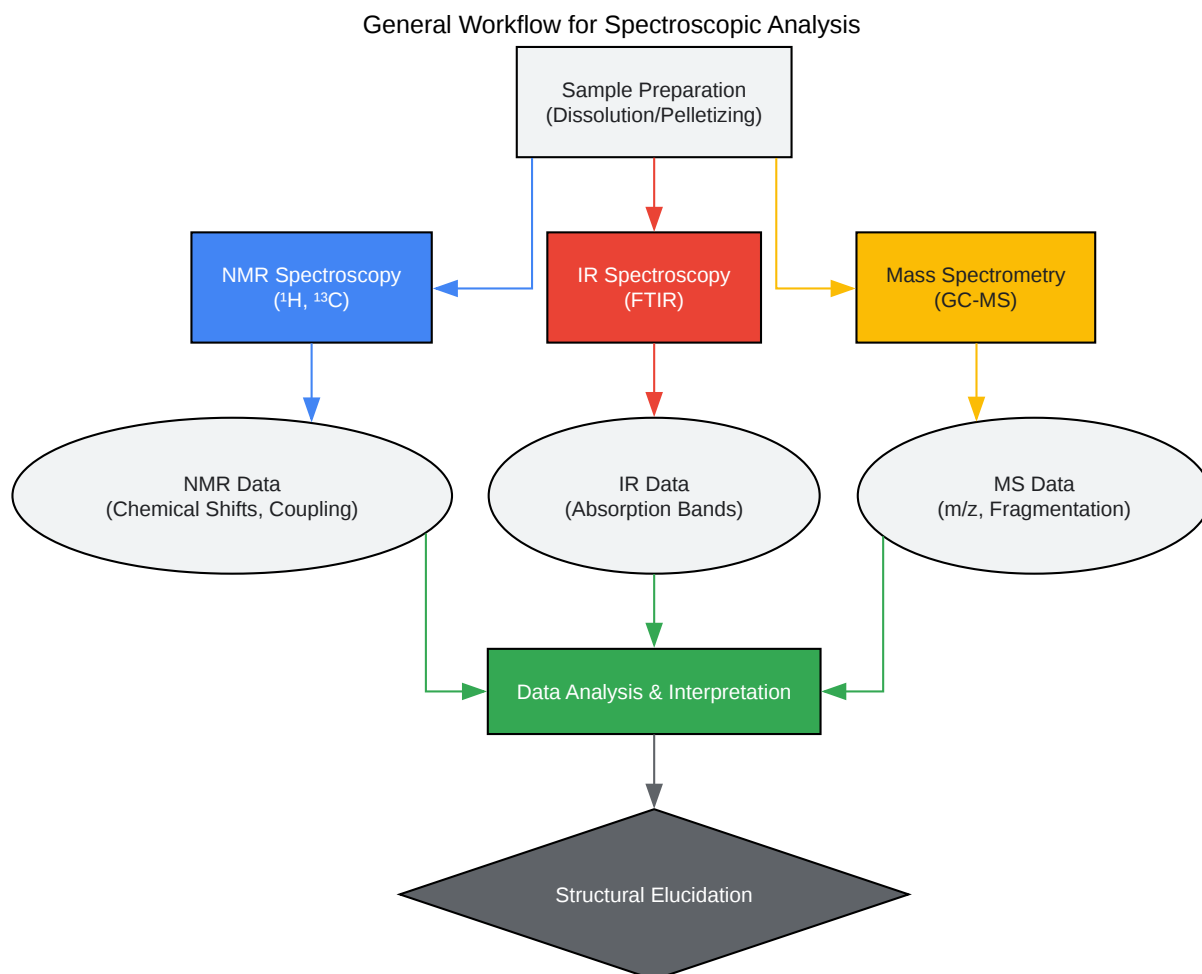 General Workflow for Spectroscopic Analysis
Sample Preparation
(Dissolution/Pelletizing)
NMR Spectroscopy
(¹H, ¹³C)
IR Spectroscopy
(FTIR)
Mass Spectrometry
(GC-MS)
NMR Data
(Chemical Shifts, Coupling)
IR Data
(Absorption Bands)
MS Data
(m/z, Fragmentation)
Data Analysis & Interpretation
Structural Elucidation